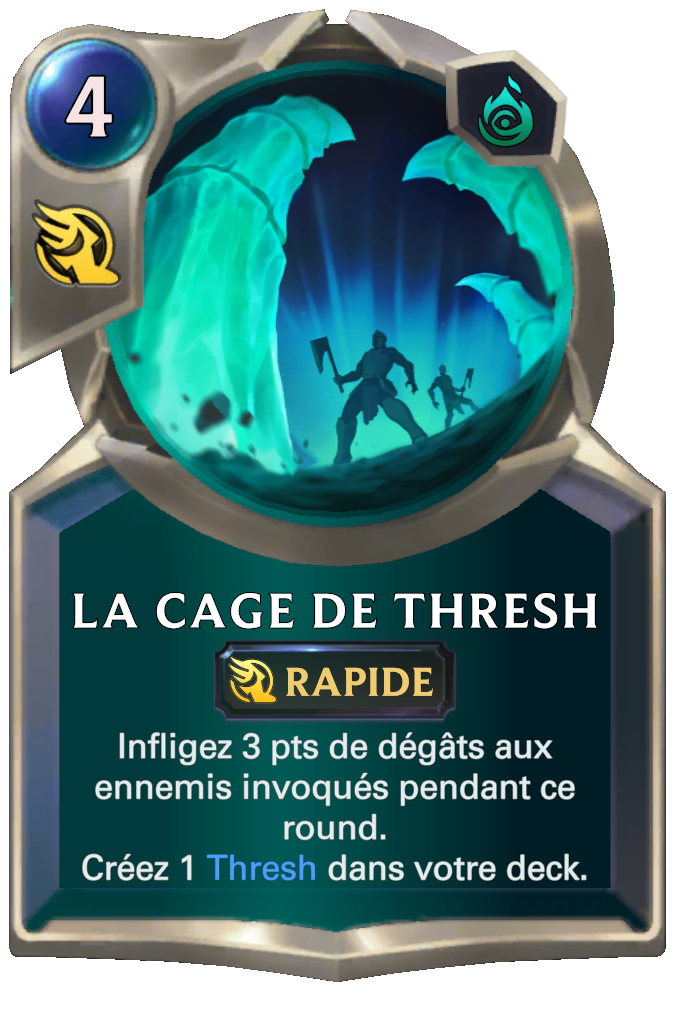 4
LA CAGE DE THRESH
RAPIDE
Infligez 3 pts de dégâts aux
ennemis invoqués pendant ce
round.
Créez 1 Thresh dans votre deck.